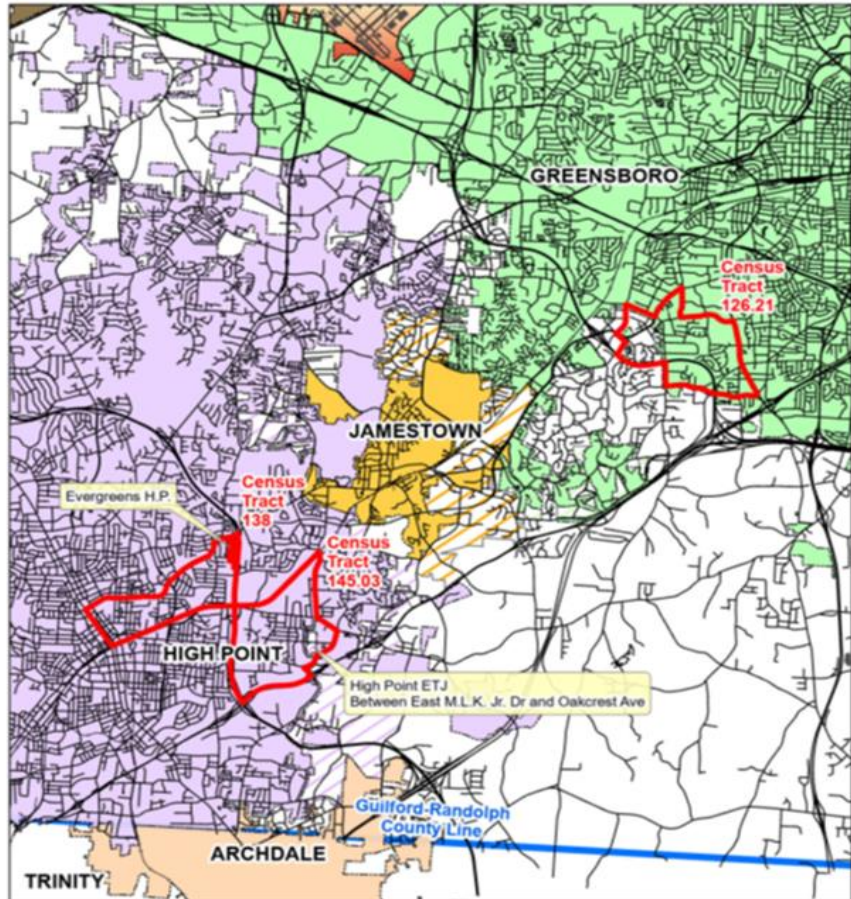 GREENSBORO
Census
Tract
126.21
JAMESTOWN
Evergreens H.P.
Census
Tract
138
Census
Tract
145.03
HIGH POINT
High Point ETJ
Between East M.L.K. Jr. Dr and Oakcrest Ave
Guilford-Randolph
County Line
ARCHDALE
TRINITY